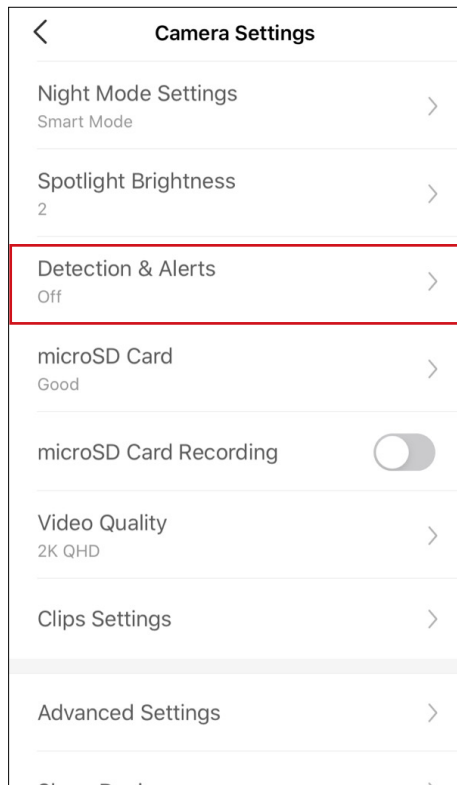 Camera Settings
Night Mode Settings
Smart Mode
Spotlight Brightness
2
Detection & Alerts
Off
microSD Card
Good
microSD Card Recording
Video Quality
2K QHD
Clips Settings
Advanced Settings